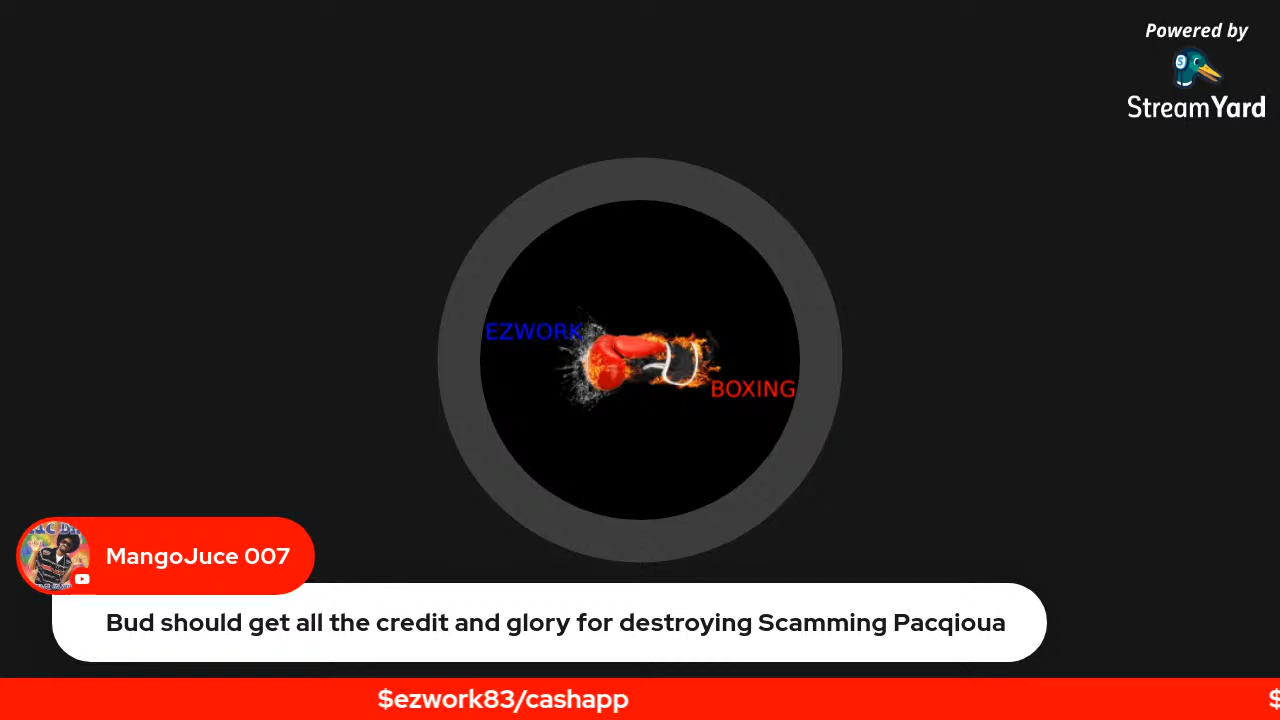 Powered by
StreamYard
EZWORK
BOXING
MangoJuce 007
Bud should get all the credit and glory for destroying Scamming Pacqioua
$ezwork83/cashapp
$